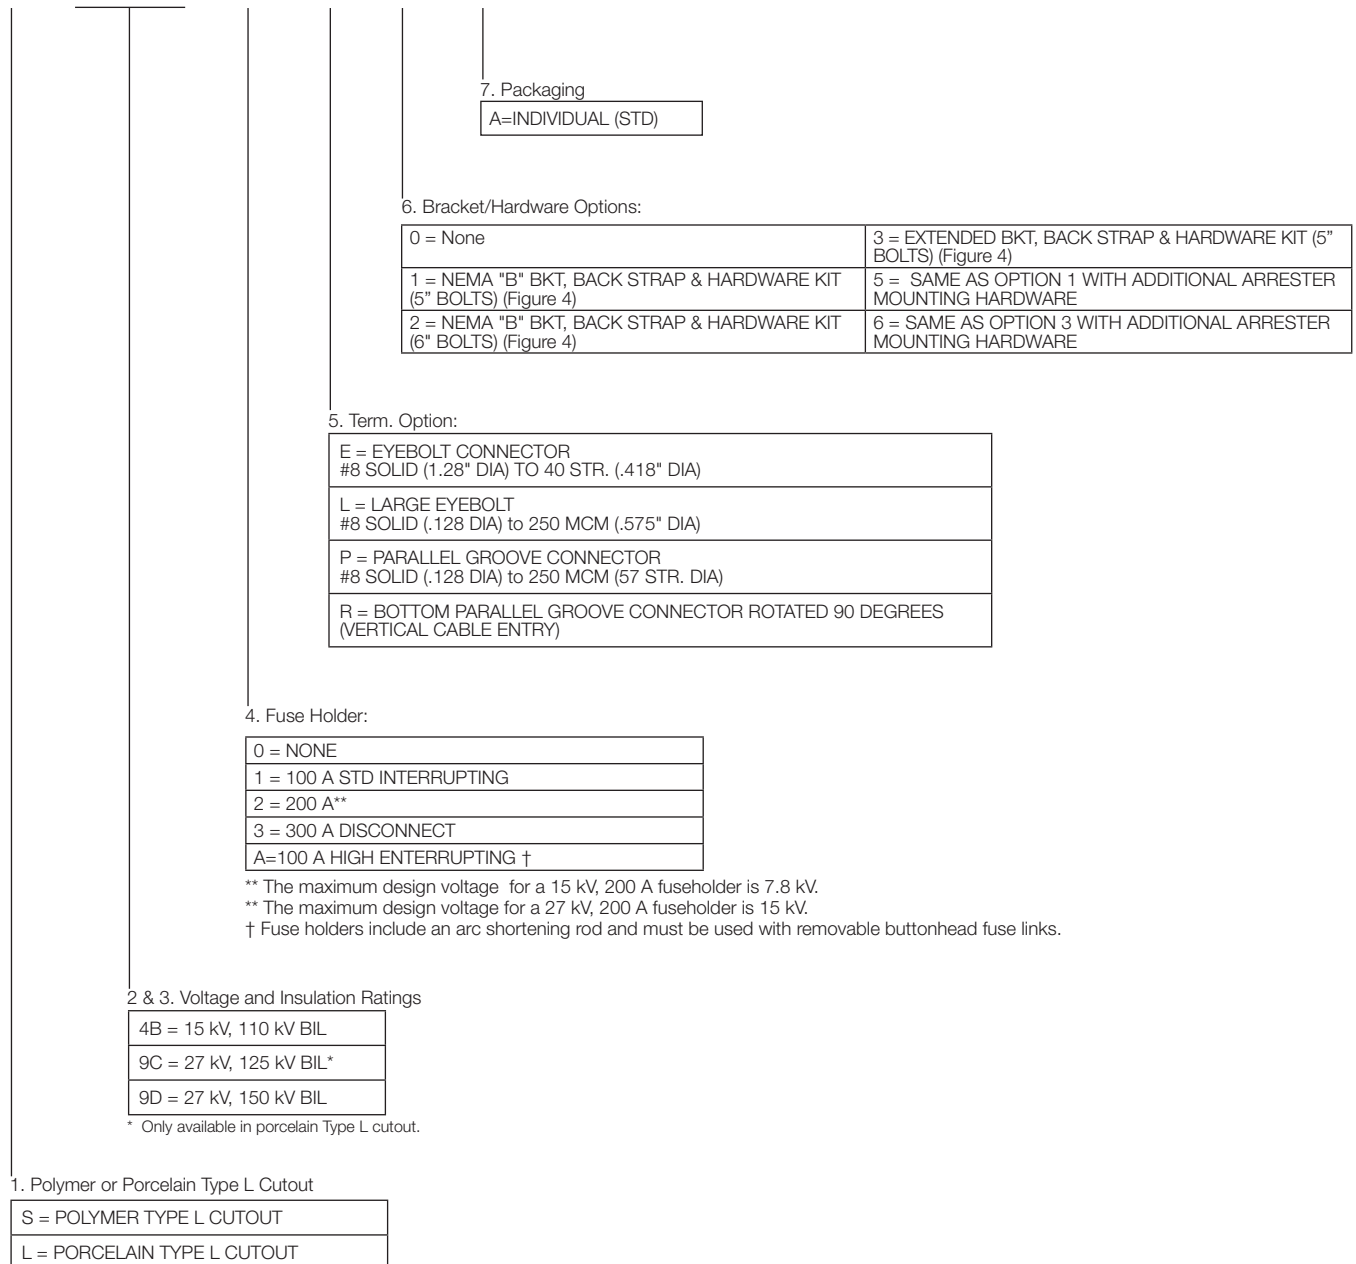 7. Packaging
A=INDIVIDUAL (STD)
6. Bracket/Hardware Options:
0 = None
3 = EXTENDED BKT, BACK STRAP & HARDWARE KIT (5”
BOLTS) (Figure 4)
1 = NEMA "B" BKT, BACK STRAP & HARDWARE KIT
(5” BOLTS) (Figure 4)
5 = SAME AS OPTION 1 WITH ADDITIONAL ARRESTER
MOUNTING HARDWARE
2 = NEMA "B" BKT, BACK STRAP & HARDWARE KIT
(6" BOLTS) (Figure 4)
6 = SAME AS OPTION 3 WITH ADDITIONAL ARRESTER
MOUNTING HARDWARE
5. Term. Option:
E = EYEBOLT CONNECTOR
#8 SOLID (1.28" DIA) TO 40 STR. (.418" DIA)
L = LARGE EYEBOLT
#8 SOLID (.128 DIA) to 250 MCM (.575" DIA)
P = PARALLEL GROOVE CONNECTOR
#8 SOLID (.128 DIA) to 250 MCM (57 STR. DIA)
R = BOTTOM PARALLEL GROOVE CONNECTOR ROTATED 90 DEGREES
(VERTICAL CABLE ENTRY)
4. Fuse Holder:
0 = NONE
1 = 100 A STD INTERRUPTING
2 = 200 A**
3 = 300 A DISCONNECT
A=100 A HIGH ENTERRUPTING †
** The maximum design voltage for a 15 kV, 200 A fuseholder is 7.8 kV.
** The maximum design voltage for a 27 kV, 200 A fuseholder is 15 kV.
† Fuse holders include an arc shortening rod and must be used with removable buttonhead fuse links.
2 & 3. Voltage and Insulation Ratings
4B = 15 kV, 110 kV BIL
9C = 27 kV, 125 kV BIL*
9D = 27 kV, 150 kV BIL
* Only available in porcelain Type L cutout.
1. Polymer or Porcelain Type L Cutout
S = POLYMER TYPE L CUTOUT
L = PORCELAIN TYPE L CUTOUT